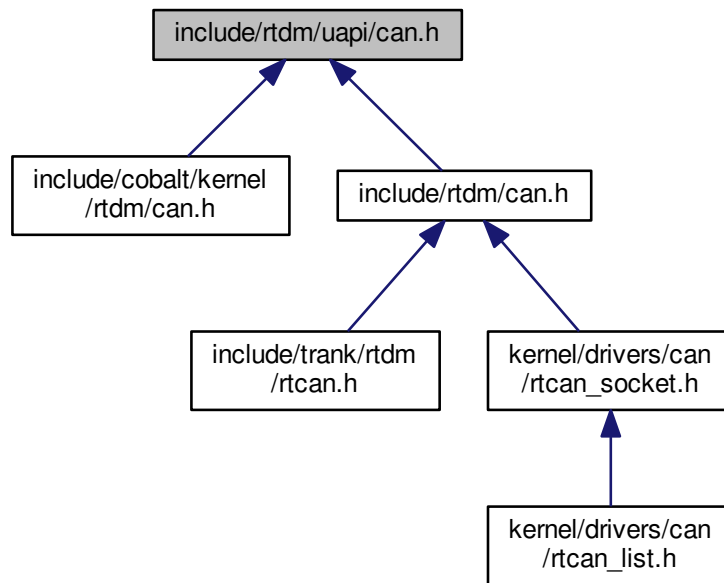 include/rtdm/uapi/can.h
include/cobalt/kernel
/rtdm/can.h
include/rtdm/can.h
include/trank/rtdm
/rtcan.h
kernel/drivers/can
/rtcan_socket.h
kernel/drivers/can
/rtcan_list.h